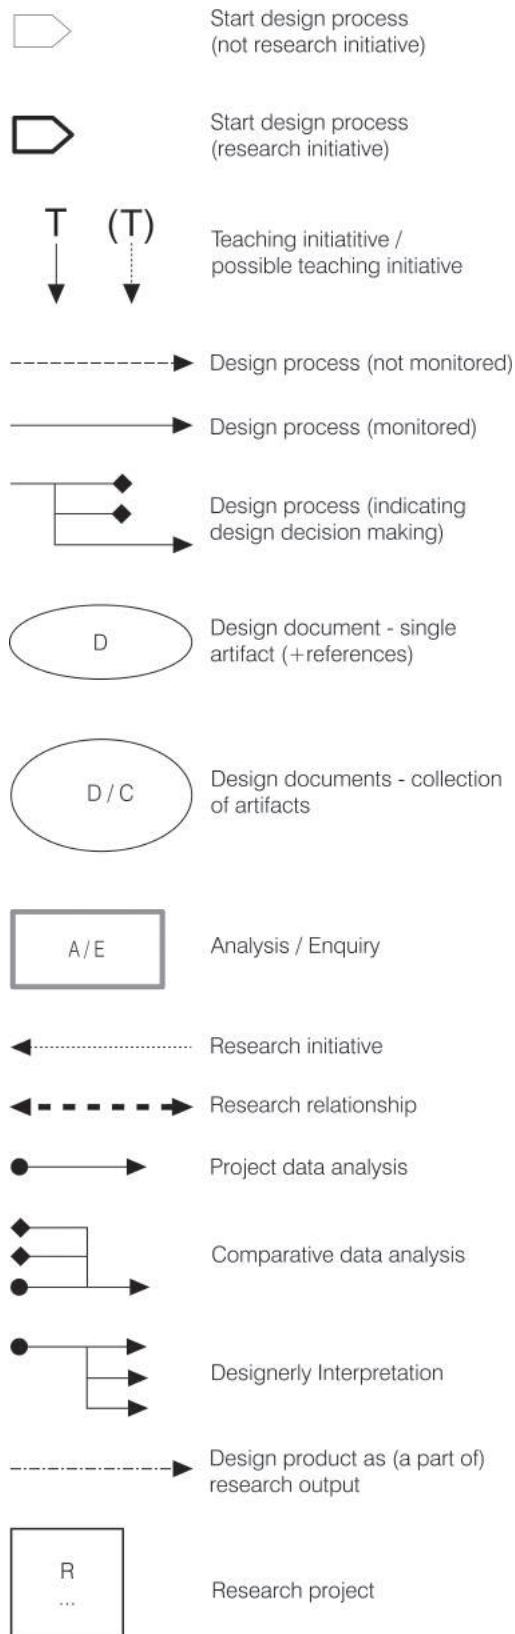 Start design process
(not research initiative)
Start design process
(research initiative)
T (T)
Teaching initiatitive /
possible teaching initiative
Design process (not monitored)
Design process (monitored)
Design process (indicating
design decision making)
D
Design document - single
artifact (+references)
D / C
Design documents - collection
of artifacts
A / E
Analysis / Enquiry
Research initiative
Research relationship
Project data analysis
Comparative data analysis
Designerly Interpretation
Design product as (a part of)
research output
R
...
Research project